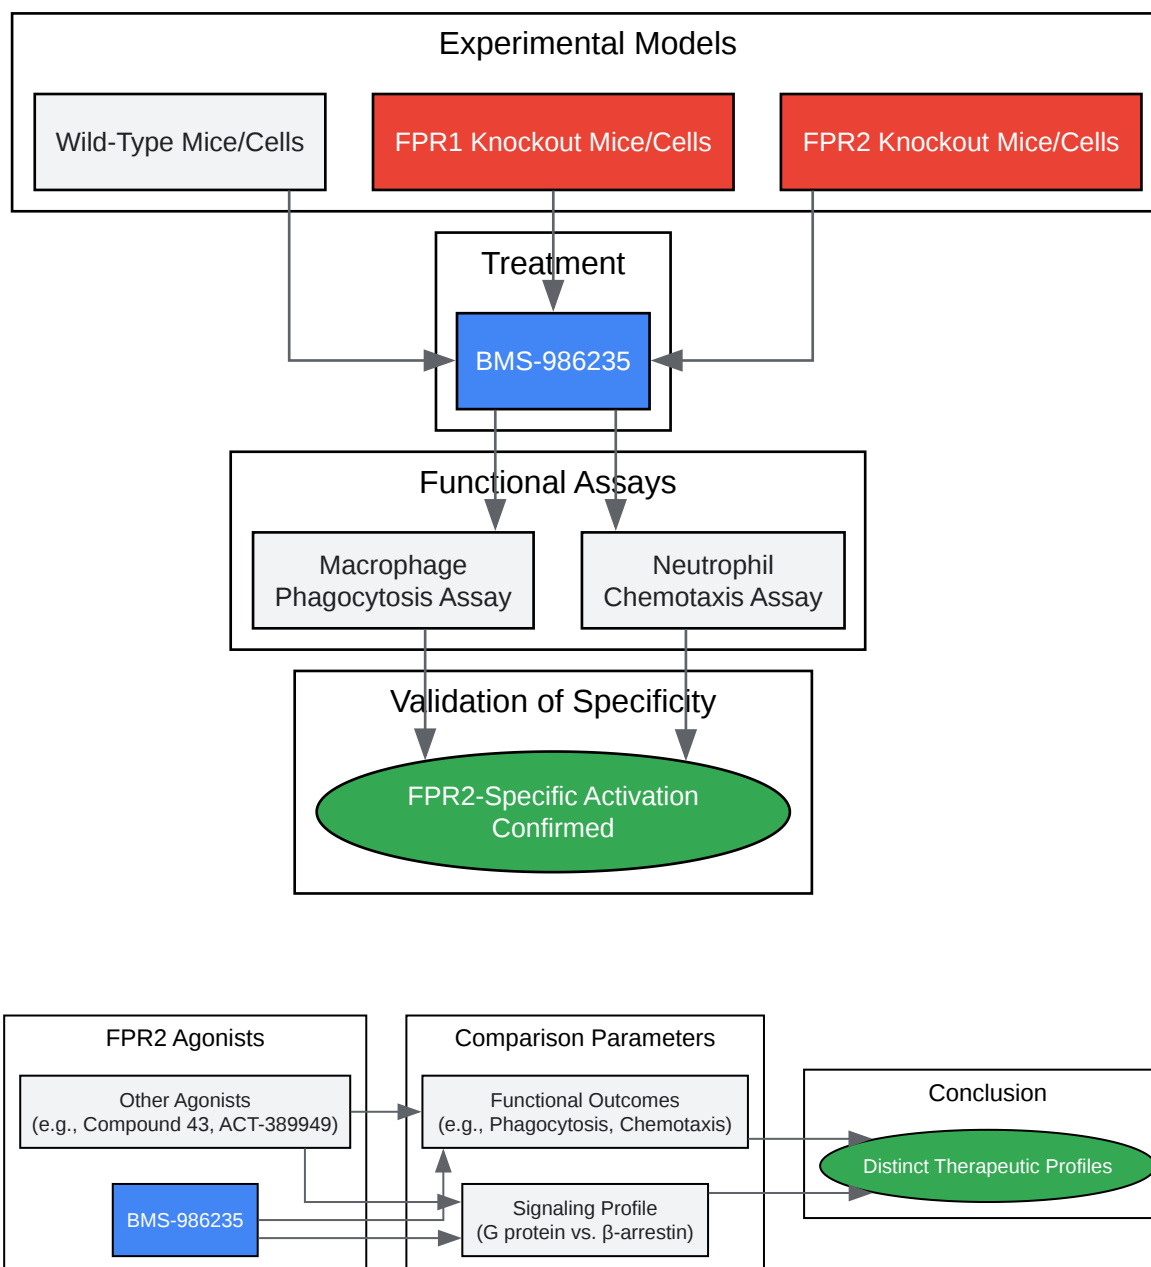 Experimental Models
Wild-Type Mice/Cells
FPR1 Knockout Mice/Cells
FPR2 Knockout Mice/Cells
Treatment
BMS-986235
Functional Assays
Macrophage
Phagocytosis Assay
Neutrophil
Chemotaxis Assay
Validation of Specificity
FPR2-Specific Activation
Confirmed
FPR2 Agonists
Other Agonists
(e.g., Compound 43, ACT-389949)
BMS-986235
Comparison Parameters
Functional Outcomes
(e.g., Phagocytosis, Chemotaxis)
Signaling Profile
(G protein vs. β-arrestin)
Conclusion
Distinct Therapeutic Profiles